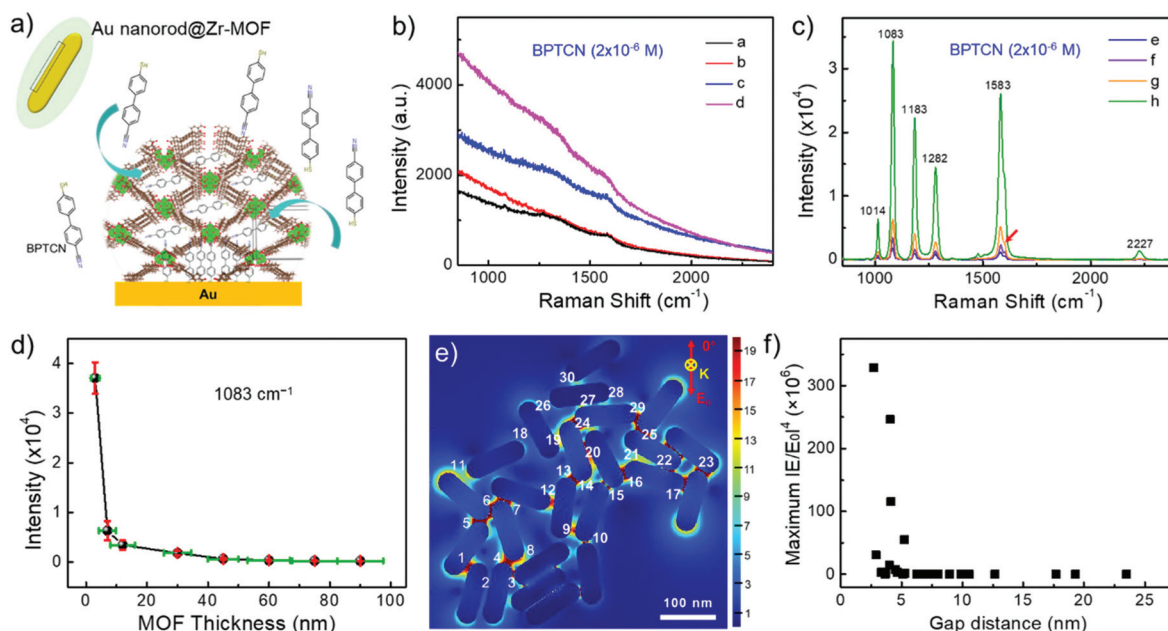 a)
Au nanorod@Zr-MOF
SH
SH
N
N
SH
N
N
HS
HS
BPTCN
N
Au
b)
BPTCN (2x10⁻⁶ M)
a
b
c
d
4000
2000
0
1000
1500
2000
Intensity (a.u.)
Raman Shift (cm⁻¹)
c)
BPTCN (2x10⁻⁶ M)
e
f
g
h
1083
1583
1183
1282
1014
2227
3
2
1
0
1000
1500
2000
Intensity (x10⁴)
Raman Shift (cm⁻¹)
d)
1083 cm⁻¹
4
3
2
1
0
0
20
40
60
80
100
Intensity (x10⁴)
MOF Thickness (nm)
e)
0°
K
30
28
27
26
29
24
25
18
19
20
21
22
23
11
13
14
16
17
15
6
12
7
5
9
10
8
4
1
2
3
100 nm
19
17
15
13
11
9
7
5
3
1
f)
300
200
100
0
0
5
10
15
20
25
Maximum |E/E₀|⁴ (×10⁶)
Gap distance (nm)